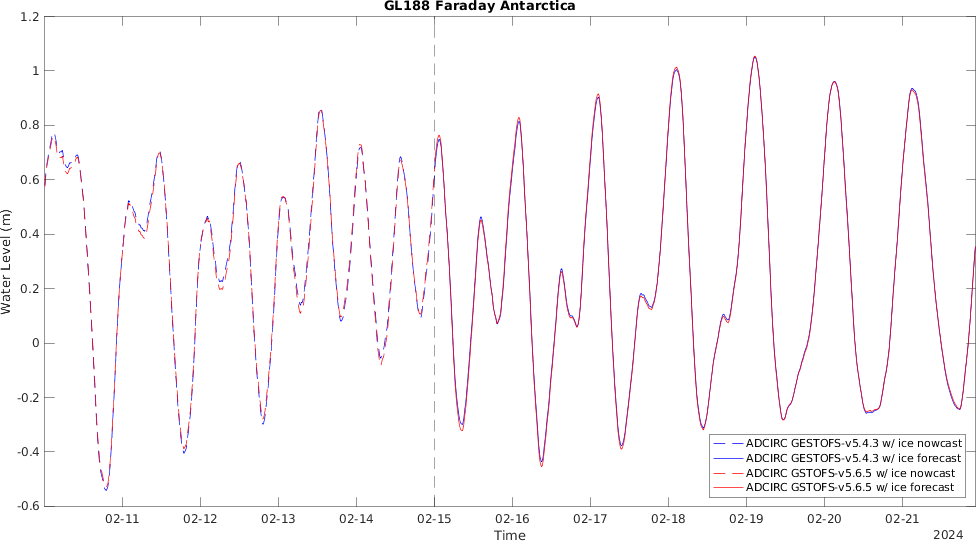 GL188 Faraday Antarctica
1.2
1
0.8
0.6
0.4
0.2
0
-0.2
-0.4
-0.6
Water Level (m)
ADCIRC GESTOFS-v5.4.3 w/ ice nowcast
ADCIRC GESTOFS-v5.4.3 w/ ice forecast
ADCIRC GSTOFS-v5.6.5 w/ ice nowcast
ADCIRC GSTOFS-v5.6.5 w/ ice forecast
02-11 02-12 02-13 02-14 02-15 02-16 02-17 02-18 02-19 02-20 02-21
Time
2024